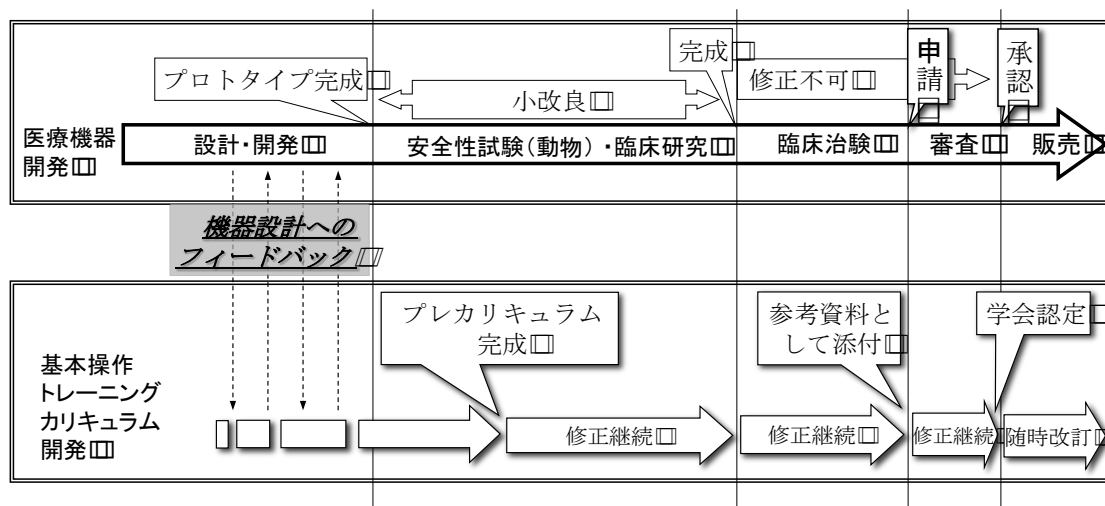 プロトタイプ完成
完成
申請
承認
小改良
修正不可
医療機器
開発
設計・開発
安全性試験(動物)・臨床研究
臨床治験
審査
販売
機器設計への
フィードバック
プレカリキュラム
完成
参考資料と
して添付
学会認定
基本操作
トレーニング
カリキュラム
開発
修正継続
修正継続
修正継続
随時改訂